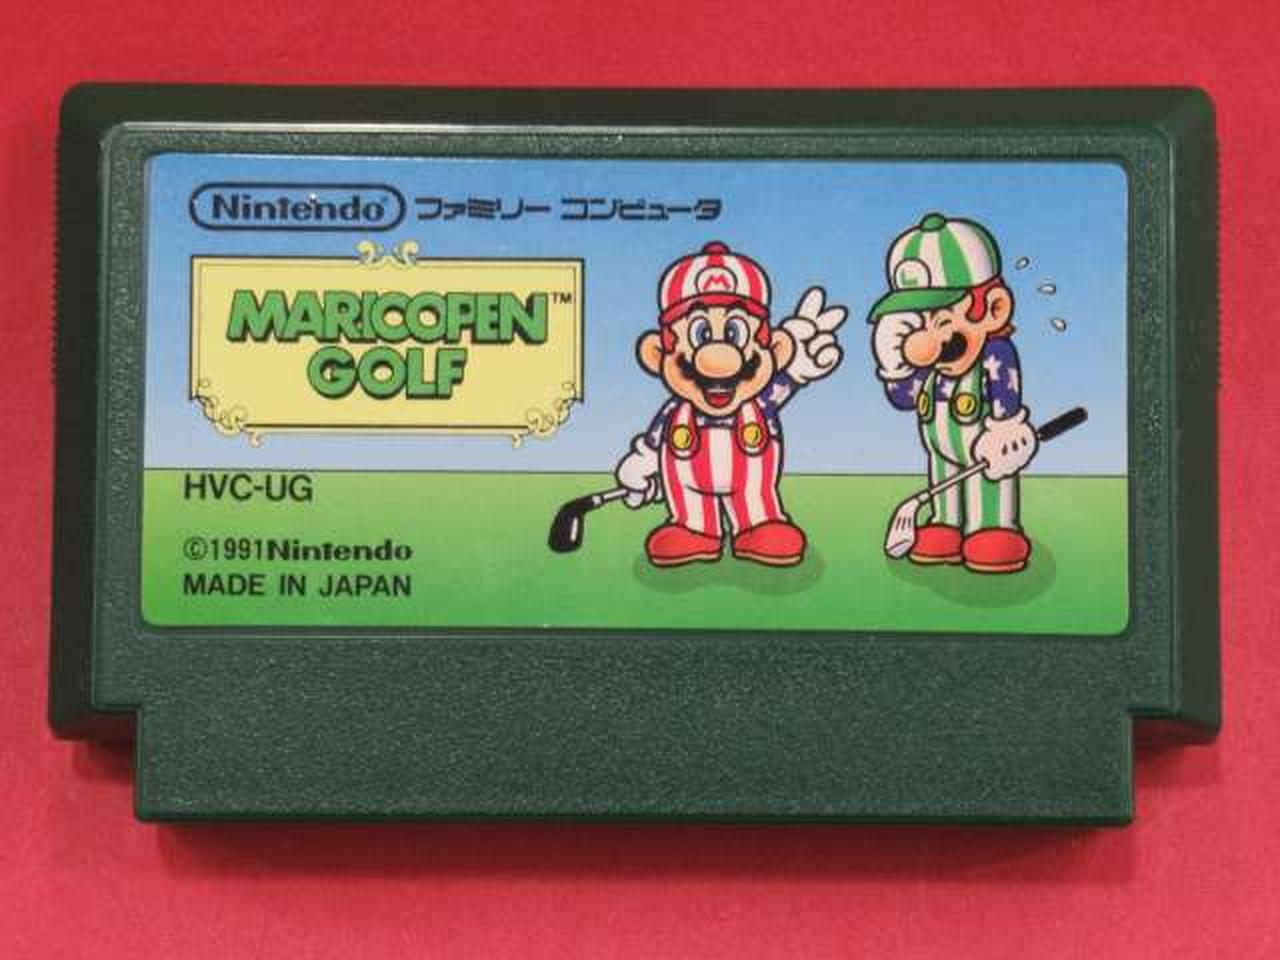 Nintendo® ファミリー コンピュータ
MARIOOPEN™
GOLF
M
L
HVC-UG
©1991Nintendo
MADE IN JAPAN